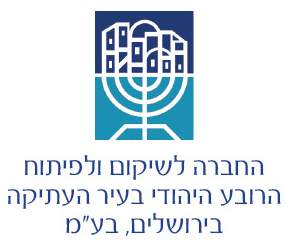 החברה לשיקום ולפיתוח
הרובע היהודי בעיר העתיקה
בירושלים, בע"מ